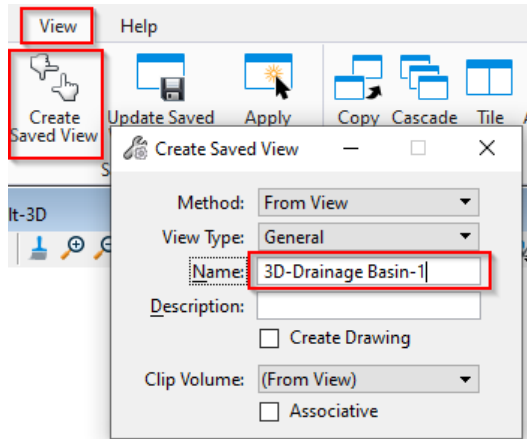 View Help
Create Saved View
Update Saved
Apply
Copy Cascade Tile
Create Saved View
lt-3D
Method: From View
View Type: General
Name: 3D-Drainage Basin-1
Description:
Create Drawing
Clip Volume: (From View)
Associative